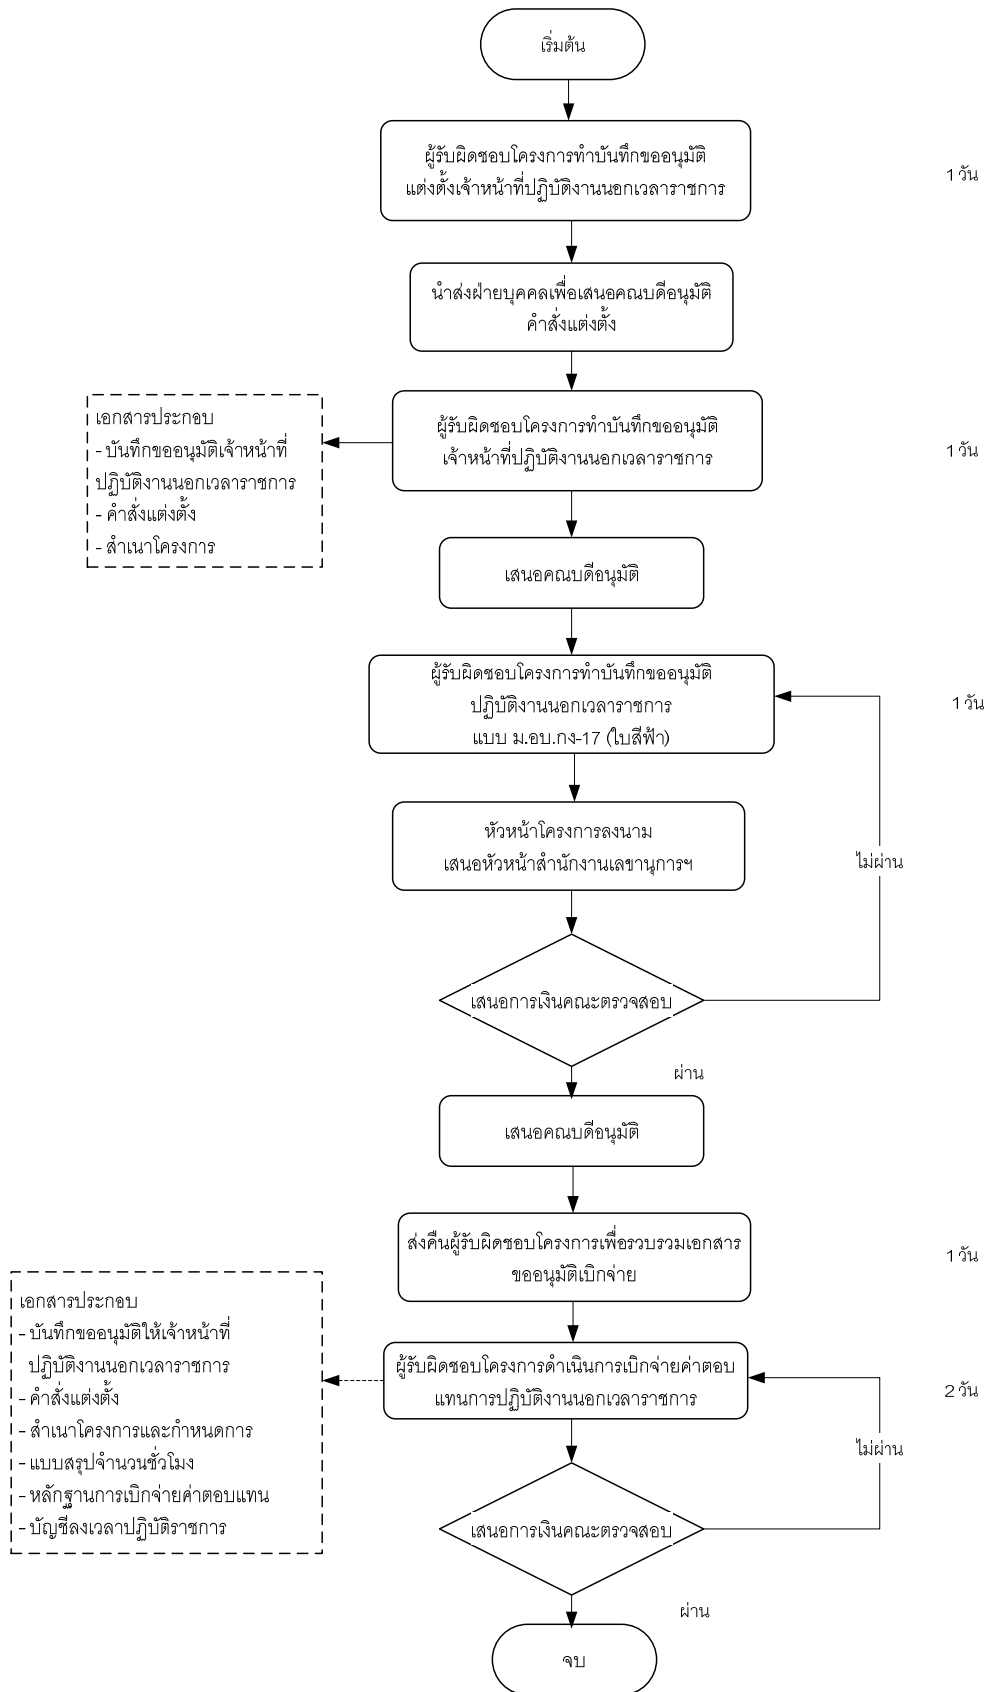 เริ่มต้น
ผู้รับผิดชอบโครงการทำบันทึกขออนุมัติ
แต่งตั้งเจ้าหน้าที่ปฏิบัติงานนอกเวลาราชการ
1 วัน
นำส่งฝ่ายบุคคลเพื่อเสนอคณบดีอนุมัติ
คำสั่งแต่งตั้ง
ผู้รับผิดชอบโครงการทำบันทึกขออนุมัติ
เจ้าหน้าที่ปฏิบัติงานนอกเวลาราชการ
1 วัน
เอกสารประกอบ
- บันทึกขออนุมัติเจ้าหน้าที่
ปฏิบัติงานนอกเวลาราชการ
- คำสั่งแต่งตั้ง
- สำเนาโครงการ
เสนอคณบดีอนุมัติ
ผู้รับผิดชอบโครงการทำบันทึกขออนุมัติ
ปฏิบัติงานนอกเวลาราชการ
แบบ ม.อบ.กง-17 (ใบสีฟ้า)
1 วัน
หัวหน้าโครงการลงนาม
เสนอหัวหน้าสำนักงานเลขานุการฯ
ไม่ผ่าน
เสนอการเงินคณะตรวจสอบ
ผ่าน
เสนอคณบดีอนุมัติ
ส่งคืนผู้รับผิดชอบโครงการเพื่อรวบรวมเอกสาร
ขออนุมัติเบิกจ่าย
1 วัน
เอกสารประกอบ
- บันทึกขออนุมัติให้เจ้าหน้าที่
ปฏิบัติงานนอกเวลาราชการ
- คำสั่งแต่งตั้ง
- สำเนาโครงการและกำหนดการ
- แบบสรุปจำนวนชั่วโมง
- หลักฐานการเบิกจ่ายค่าตอบแทน
- บัญชีลงเวลาปฏิบัติราชการ
ผู้รับผิดชอบโครงการดำเนินการเบิกจ่ายค่าตอบ
แทนการปฏิบัติงานนอกเวลาราชการ
2 วัน
ไม่ผ่าน
เสนอการเงินคณะตรวจสอบ
ผ่าน
จบ